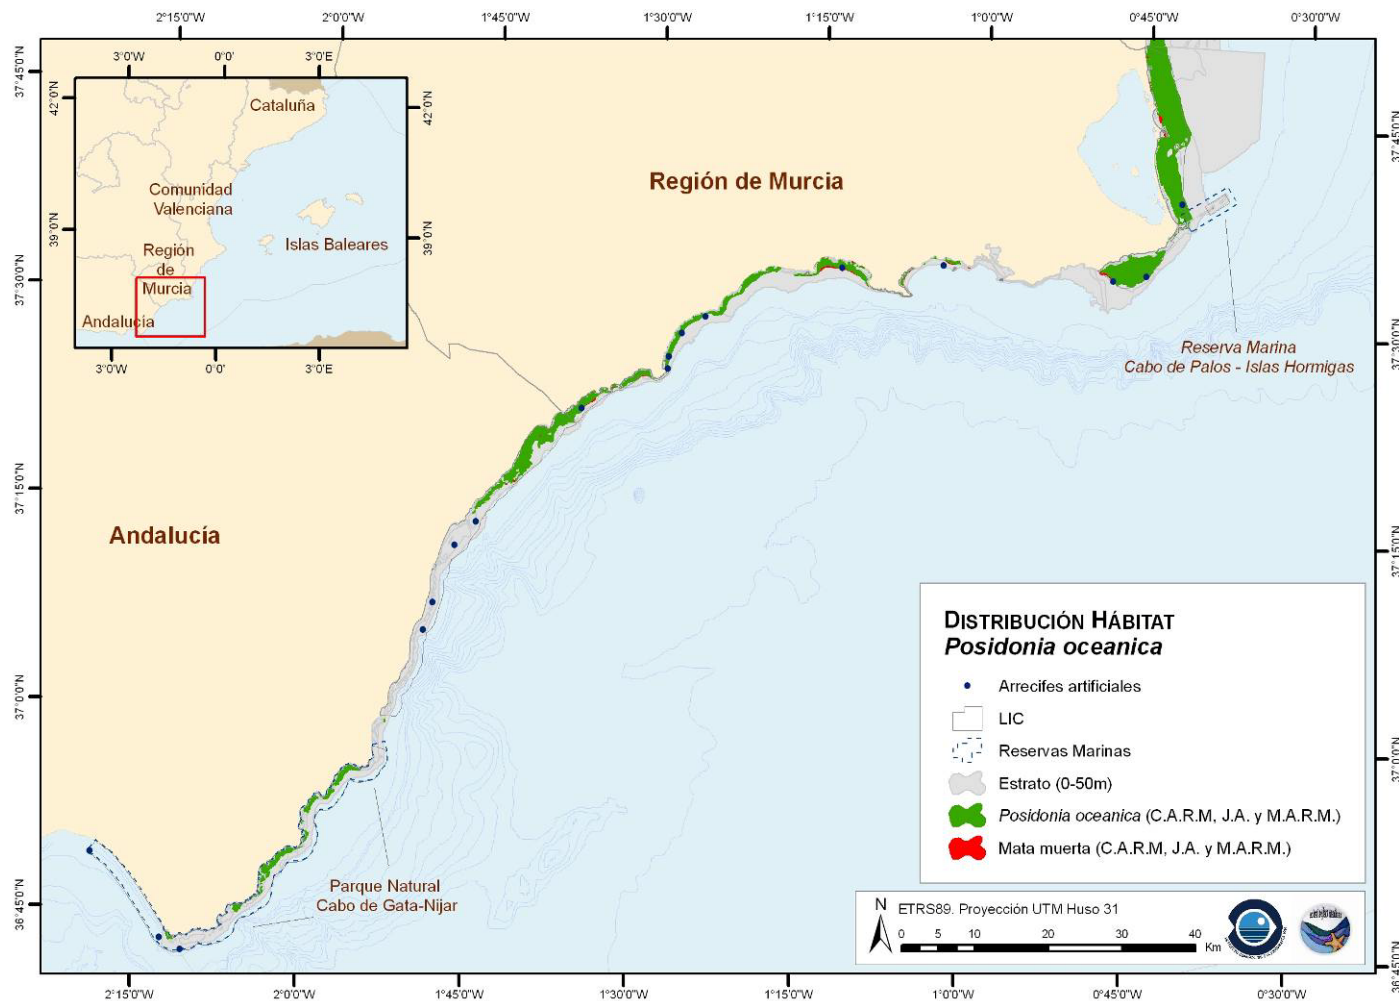 2°15'0"W 2°0'0"W 1°45'0"W 1°30'0"W 1°15'0"W 1°0'0"W 0°45'0"W 0°30'0"W
37°45'0"N
37°30'0"N
37°15'0"N
37°0'0"N
36°45'0"N
3°0'W 0°0' 3°0'E
42°0'N
39°0'N
Cataluña
Comunidad
Valenciana
Islas Baleares
Región
de
Murcia
Andalucía
42°0'N
39°0'N
3°0'W 0°0' 3°0'E
Región de Murcia
Andalucía
Reserva Marina
Cabo de Palos - Islas Hormigas
Parque Natural
Cabo de Gata-Nijar
DISTRIBUCIÓN HÁBITAT
Posidonia oceanica
Arrecifes artificiales
LIC
Reservas Marinas
Estrato (0-50m)
Posidonia oceanica (C.A.R.M, J.A. y M.A.R.M.)
Mata muerta (C.A.R.M, J.A. y M.A.R.M.)
N
ETRS89. Proyección UTM Huso 31
0 5 10 20 30 40
Km
37°45'0"N
37°30'0"N
37°15'0"N
37°0'0"N
36°45'0"N
2°15'0"W 2°0'0"W 1°45'0"W 1°30'0"W 1°15'0"W 1°0'0"W 0°45'0"W 0°30'0"W